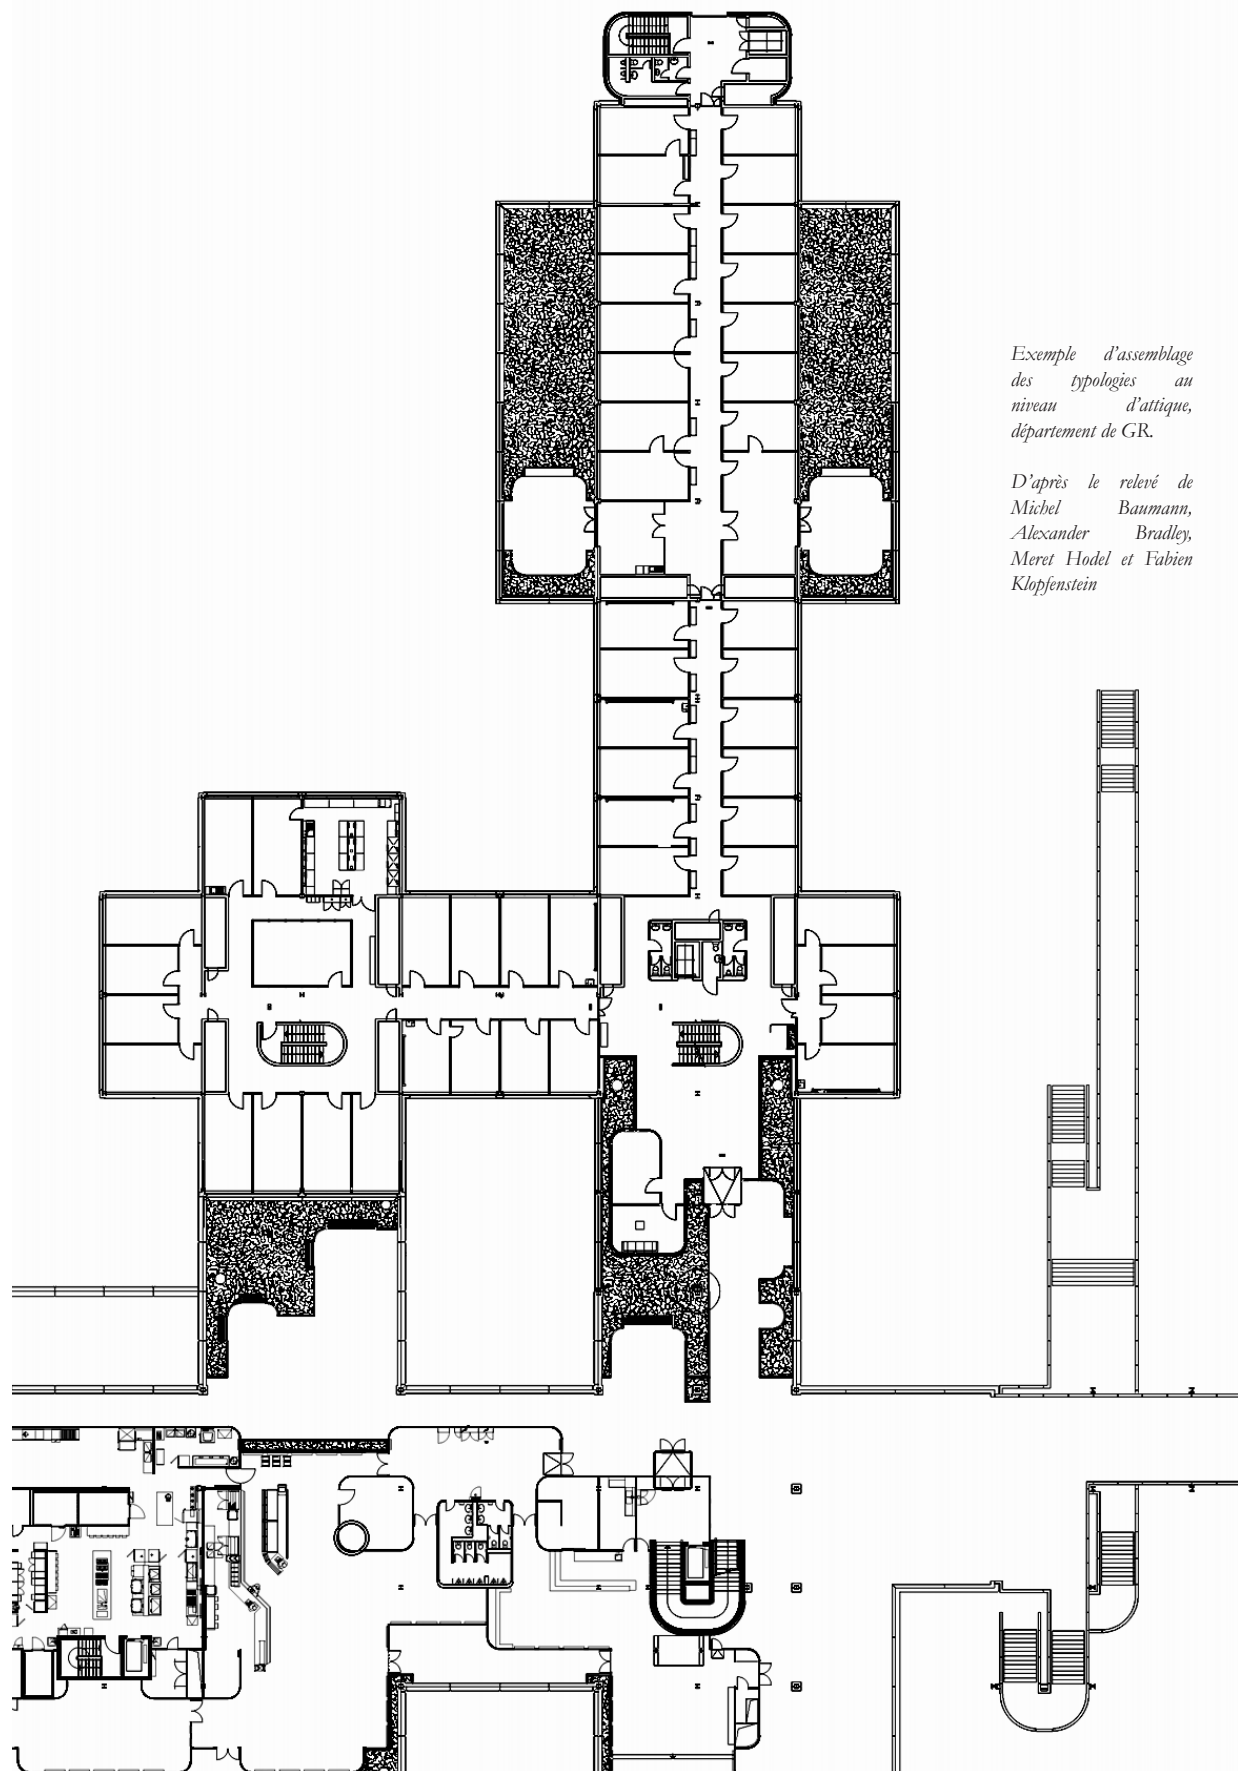 Exemple d'assemblage
des typologies au
niveau d'attique,
département de GR.
D'après le relevé de
Michel Baumann,
Alexander Bradley,
Meret Hodel et Fabien
Klopfenstein